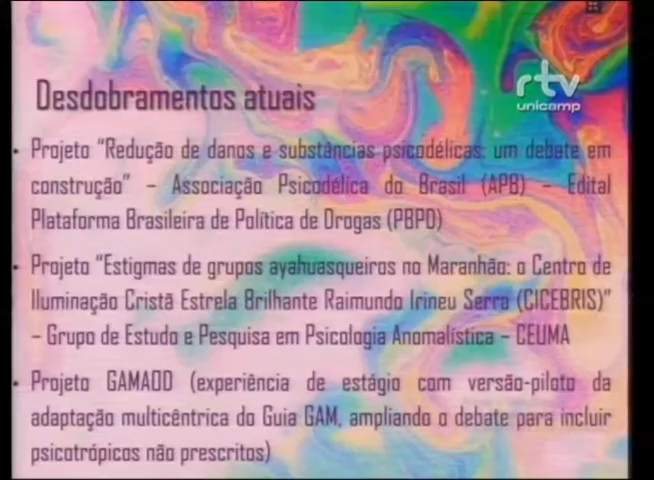 rtv
unicamp
Desdobramentos atuais
• Projeto “Redução de danos e substâncias psicodélicas: um debate em
construção” – Associação Psicodélica do Brasil (APB) – Edital
Plataforma Brasileira de Política de Drogas (PBPD)
• Projeto “Estigmas de grupos ayahuasqueiros no Maranhão: o Centro de
Iluminação Cristã Estrela Brilhante Raimundo Irineu Serra (CICEBRIS)”
– Grupo de Estudo e Pesquisa em Psicologia Anomalística – CEUMA
• Projeto GAMAOD (experiência de estágio com versão-piloto da
adaptação multicêntrica do Guia GAM, ampliando o debate para incluir
psicotrópicos não prescritos)